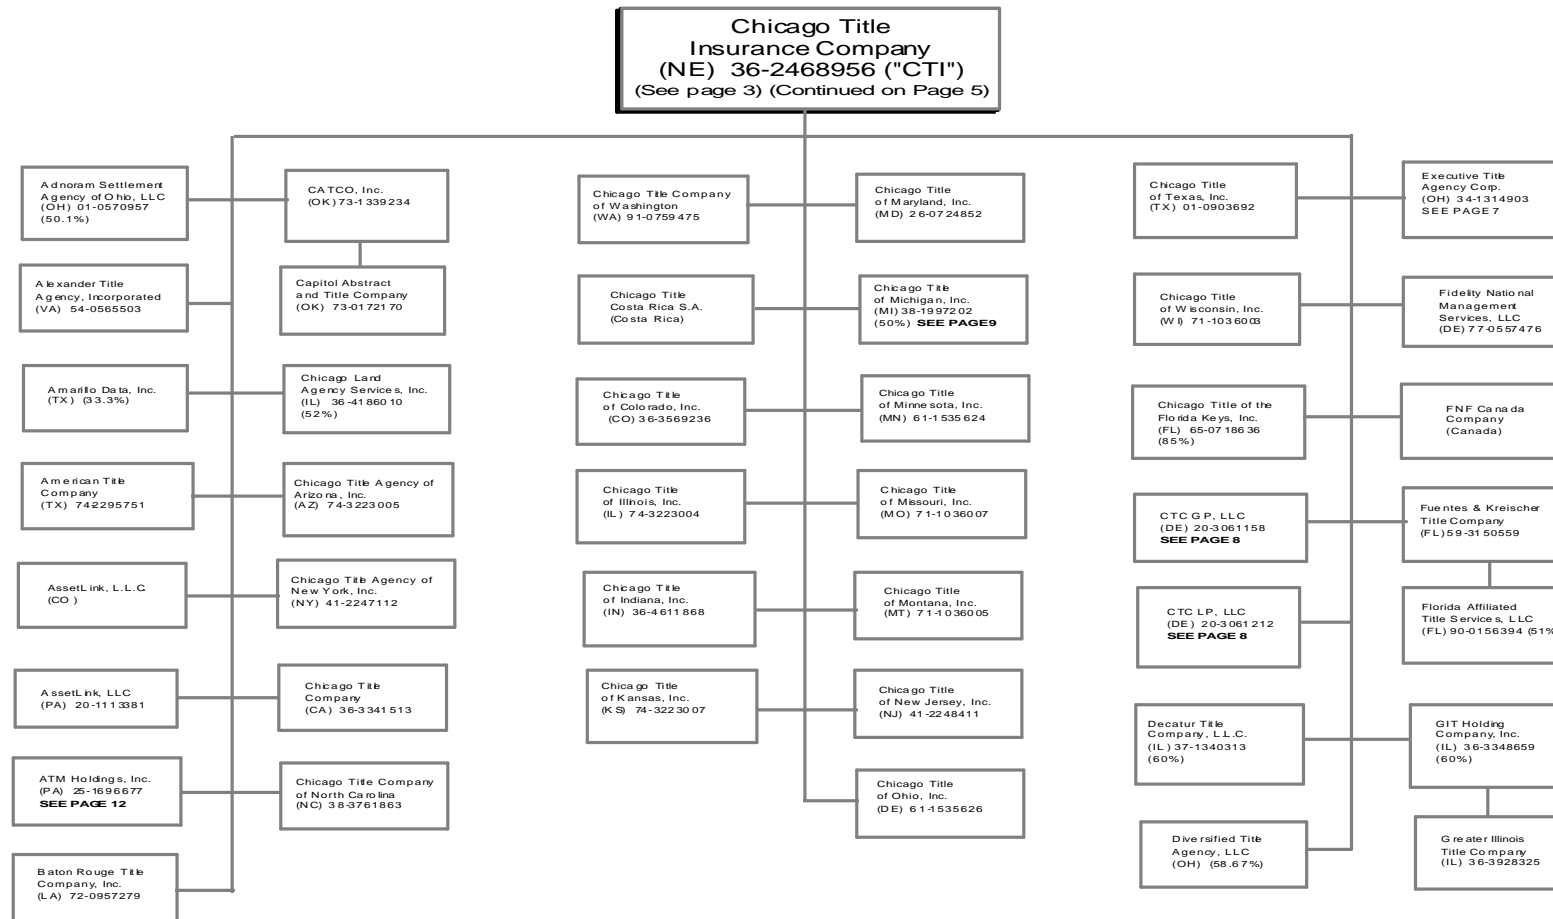 Chicago Title
Insurance Company
(NE) 36-2468956 ("CTI")
(See page 3) (Continued on Page 5)
Adnoram Settlement
Agency of Ohio, LLC
(OH) 01-0570957
(50.1%)
CATCO, Inc.
(OK) 73-1339234
Alexander Title
Agency, Incorporated
(VA) 54-0565503
Capitol Abstract
and Title Company
(OK) 73-0172170
Amarillo Data, Inc.
(TX) (33.3%)
Chicago Land
Agency Services, Inc.
(IL) 36-4186010
(52%)
American Title
Company
(TX) 742295751
Chicago Title Agency of
Arizona, Inc.
(AZ) 74-3223005
AssetLink, L.L.C.
(CO )
Chicago Title Agency of
New York, Inc.
(NY) 41-2247112
AssetLink, LLC
(PA) 20-1113381
Chicago Title
Company
(CA) 36-3341513
ATM Holdings, Inc.
(PA) 25-1696677
SEE PAGE 12
Chicago Title Company
of North Carolina
(NC) 38-3761863
Baton Rouge Title
Company, Inc.
(LA) 72-0957279
Chicago Title Company
of Washington
(WA) 91-0759475
Chicago Title
of Maryland, Inc.
(MD) 26-0724852
Chicago Title
Costa Rica S.A.
(Costa Rica)
Chicago Title
of Michigan, Inc.
(MI) 38-1997202
(50%) SEE PAGE 9
Chicago Title
of Colorado, Inc.
(CO) 36-3569236
Chicago Title
of Minnesota, Inc.
(MN) 61-1535624
Chicago Title
of Illinois, Inc.
(IL) 74-3223004
Chicago Title
of Missouri, Inc.
(MO) 71-1036007
Chicago Title
of Indiana, Inc.
(IN) 36-4611868
Chicago Title
of Montana, Inc.
(MT) 71-1036005
Chicago Title
of Kansas, Inc.
(KS) 74-3223007
Chicago Title
of New Jersey, Inc.
(NJ) 41-2248411
Chicago Title
of Ohio, Inc.
(DE) 61-1535626
Chicago Title
of Texas, Inc.
(TX) 01-0903692
Executive Title
Agency Corp.
(OH) 34-1314903
SEE PAGE 7
Chicago Title
of Wisconsin, Inc.
(WI) 71-1036003
Fidelity National
Management
Services, LLC
(DE) 77-0557476
Chicago Title of the
Florida Keys, Inc.
(FL) 65-0718636
(85%)
FNF Canada
Company
(Canada)
CTC GP, LLC
(DE) 20-3061158
SEE PAGE 8
Fuentes & Kreischer
Title Company
(FL) 59-3150559
CTC LP, LLC
(DE) 20-3061212
SEE PAGE 8
Florida Affiliated
Title Services, LLC
(FL) 90-0156394 (51%
Decatur Title
Company, L.L.C.
(IL) 37-1340313
(60%)
GIT Holding
Company, Inc.
(IL) 36-3348659
(60%)
Diversified Title
Agency, LLC
(OH) (58.67%)
Greater Illinois
Title Company
(IL) 36-3928325